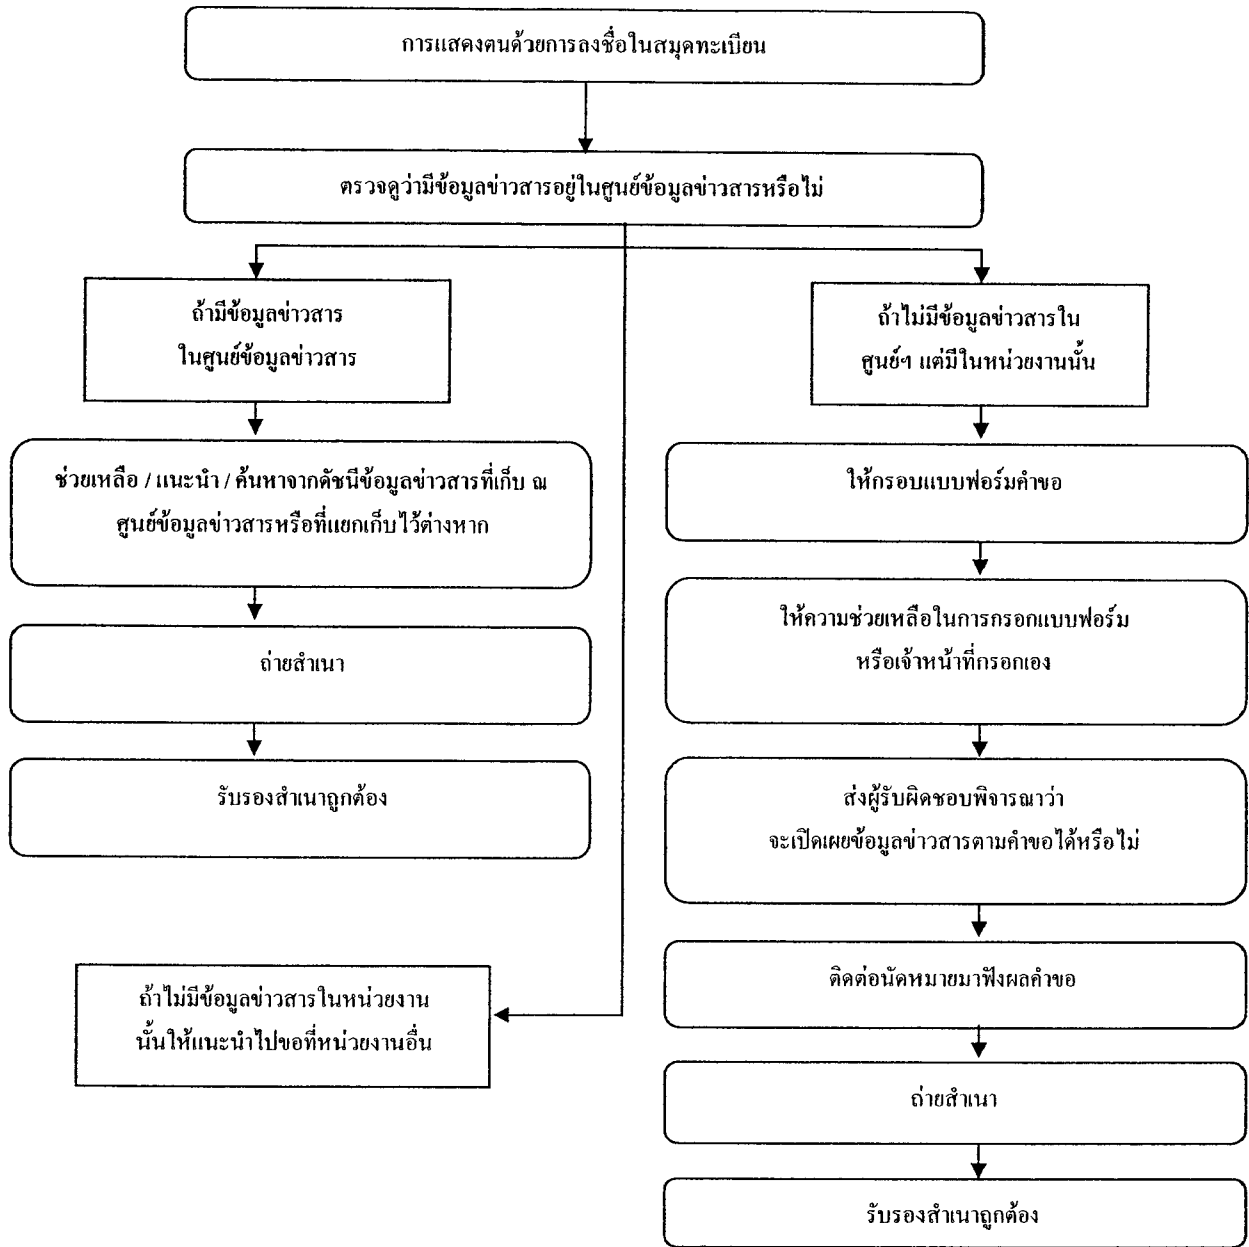 การแสดงตนด้วยการลงชื่อในสมุดทะเบียน
ตรวจดูว่ามีข้อมูลข่าวสารอยู่ในศูนย์ข้อมูลข่าวสารหรือไม่
ถ้ามีข้อมูลข่าวสาร
ในศูนย์ข้อมูลข่าวสาร
ช่วยเหลือ / แนะนำ / ค้นหาจากดัชนีข้อมูลข่าวสารที่เก็บ ณ
ศูนย์ข้อมูลข่าวสารหรือที่แยกเก็บไว้ต่างหาก
ถ่ายสำเนา
รับรองสำเนาถูกต้อง
ถ้าไม่มีข้อมูลข่าวสารในหน่วยงาน
นั้นให้แนะนำไปขอที่หน่วยงานอื่น
ถ้าไม่มีข้อมูลข่าวสารใน
ศูนย์ฯ แต่มีในหน่วยงานนั้น
ให้กรอบแบบฟอร์มคำขอ
ให้ความช่วยเหลือในการกรอกแบบฟอร์ม
หรือเจ้าหน้าที่กรอกเอง
ส่งผู้รับผิดชอบพิจารณาว่า
จะเปิดเผยข้อมูลข่าวสารตามคำขอได้หรือไม่
ติดต่อนัดหมายมาฟังผลคำขอ
ถ่ายสำเนา
รับรองสำเนาถูกต้อง